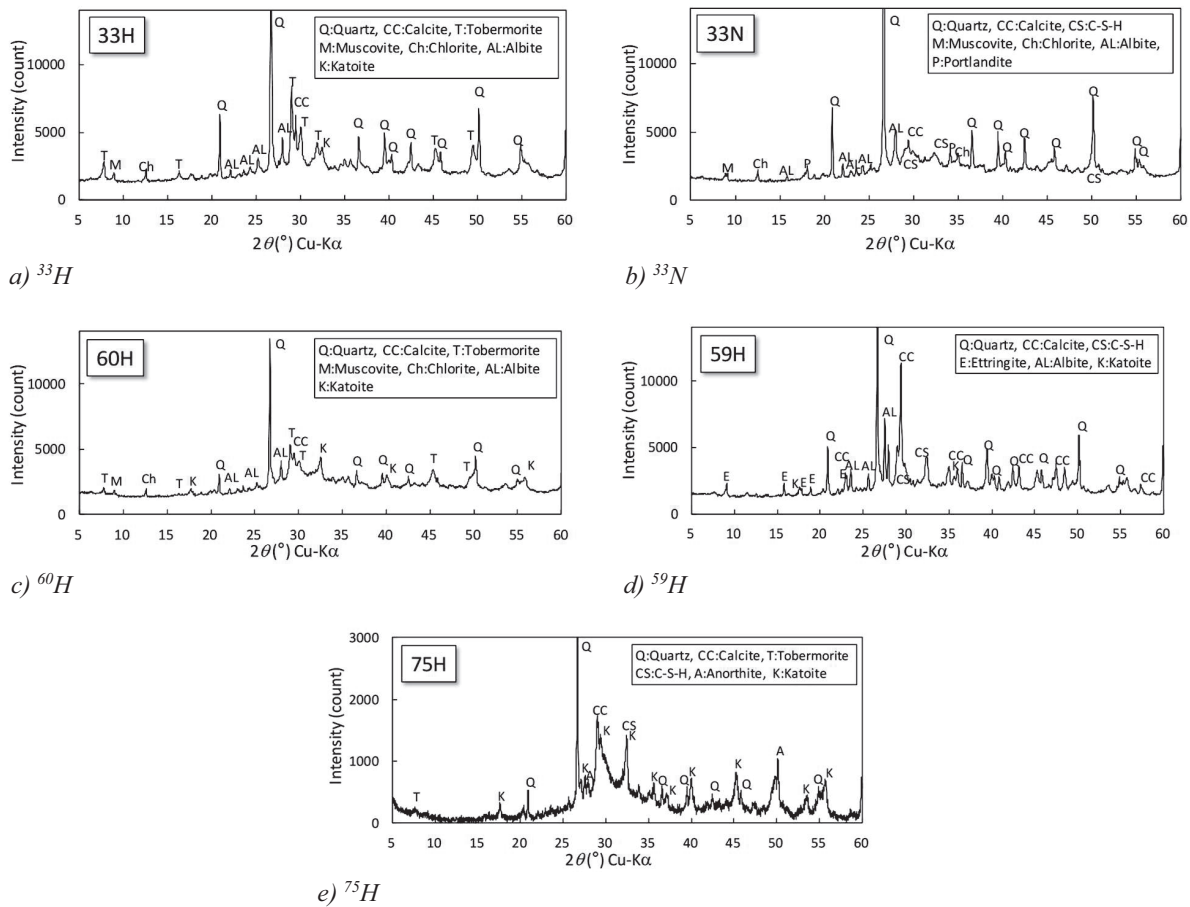 33H
Q:Quartz, CC:Calcite, T:Tobermorite
M:Muscovite, Ch:Chlorite, AL:Albite
K:Katoite
Intensity (count)
10000
5000
0
T M Ch T Q AL AL AL Q AL T CC T T K Q Q Q Q T Q T Q Q
5 10 15 20 25 30 35 40 45 50 55 60
2θ(°) Cu-Kα
a) 33H
33N
Q:Quartz, CC:Calcite, CS:C-S-H
M:Muscovite, Ch:Chlorite, AL:Albite,
P:Portlandite
Intensity (count)
10000
5000
0
M Ch AL P Q AL AL AL Q AL CC CS CS P Ch Q Q Q Q Q Q CS Q Q
5 10 15 20 25 30 35 40 45 50 55 60
2θ(°) Cu-Kα
b) 33N
60H
Q:Quartz, CC:Calcite, T:Tobermorite
M:Muscovite, Ch:Chlorite, AL:Albite
K:Katoite
Intensity (count)
10000
5000
0
T M Ch T K Q AL AL Q AL T CC T K Q Q K Q T T Q Q K
5 10 15 20 25 30 35 40 45 50 55 60
2θ(°) Cu-Kα
c) 60H
59H
Q:Quartz, CC:Calcite, CS:C-S-H
E:Ettringite, AL:Albite, K:Katoite
Intensity (count)
10000
5000
0
E E K E E Q CC E AL AL Q AL CC CS CS CC K Q Q Q Q CC Q CC CC Q Q CC
5 10 15 20 25 30 35 40 45 50 55 60
2θ(°) Cu-Kα
d) 59H
75H
Q:Quartz, CC:Calcite, T:Tobermorite
CS:C-S-H, A:Anorthite, K:Katoite
Intensity (count)
3000
2000
1000
0
T K Q Q K A CC K CS K K Q K Q K Q K Q A K Q K
5 10 15 20 25 30 35 40 45 50 55 60
2θ(°) Cu-Kα
e) 75H